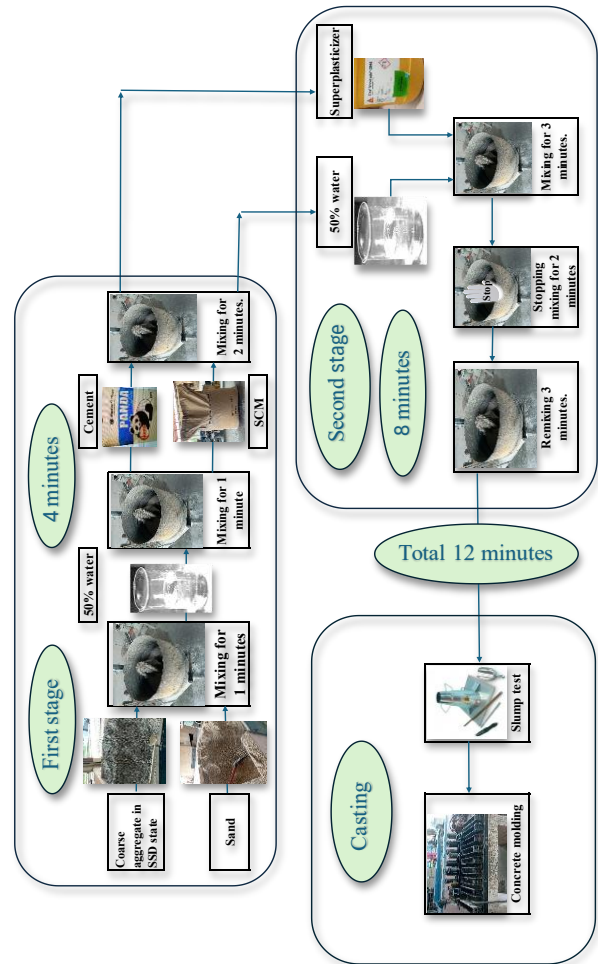 First stage
4 minutes
Coarse
aggregate in
SSD state
Sand
Mixing for
1 minutes
50% water
Mixing for 1
minute
Cement
PANDA
SCM
Mixing for
2 minutes.
Second stage
8 minutes
50% water
Superplasticizer
Mixing for 3
minutes.
Stop
Stopping
mixing for 2
minutes
Remixing 3
minutes.
Total 12 minutes
Casting
Slump test
Concrete molding